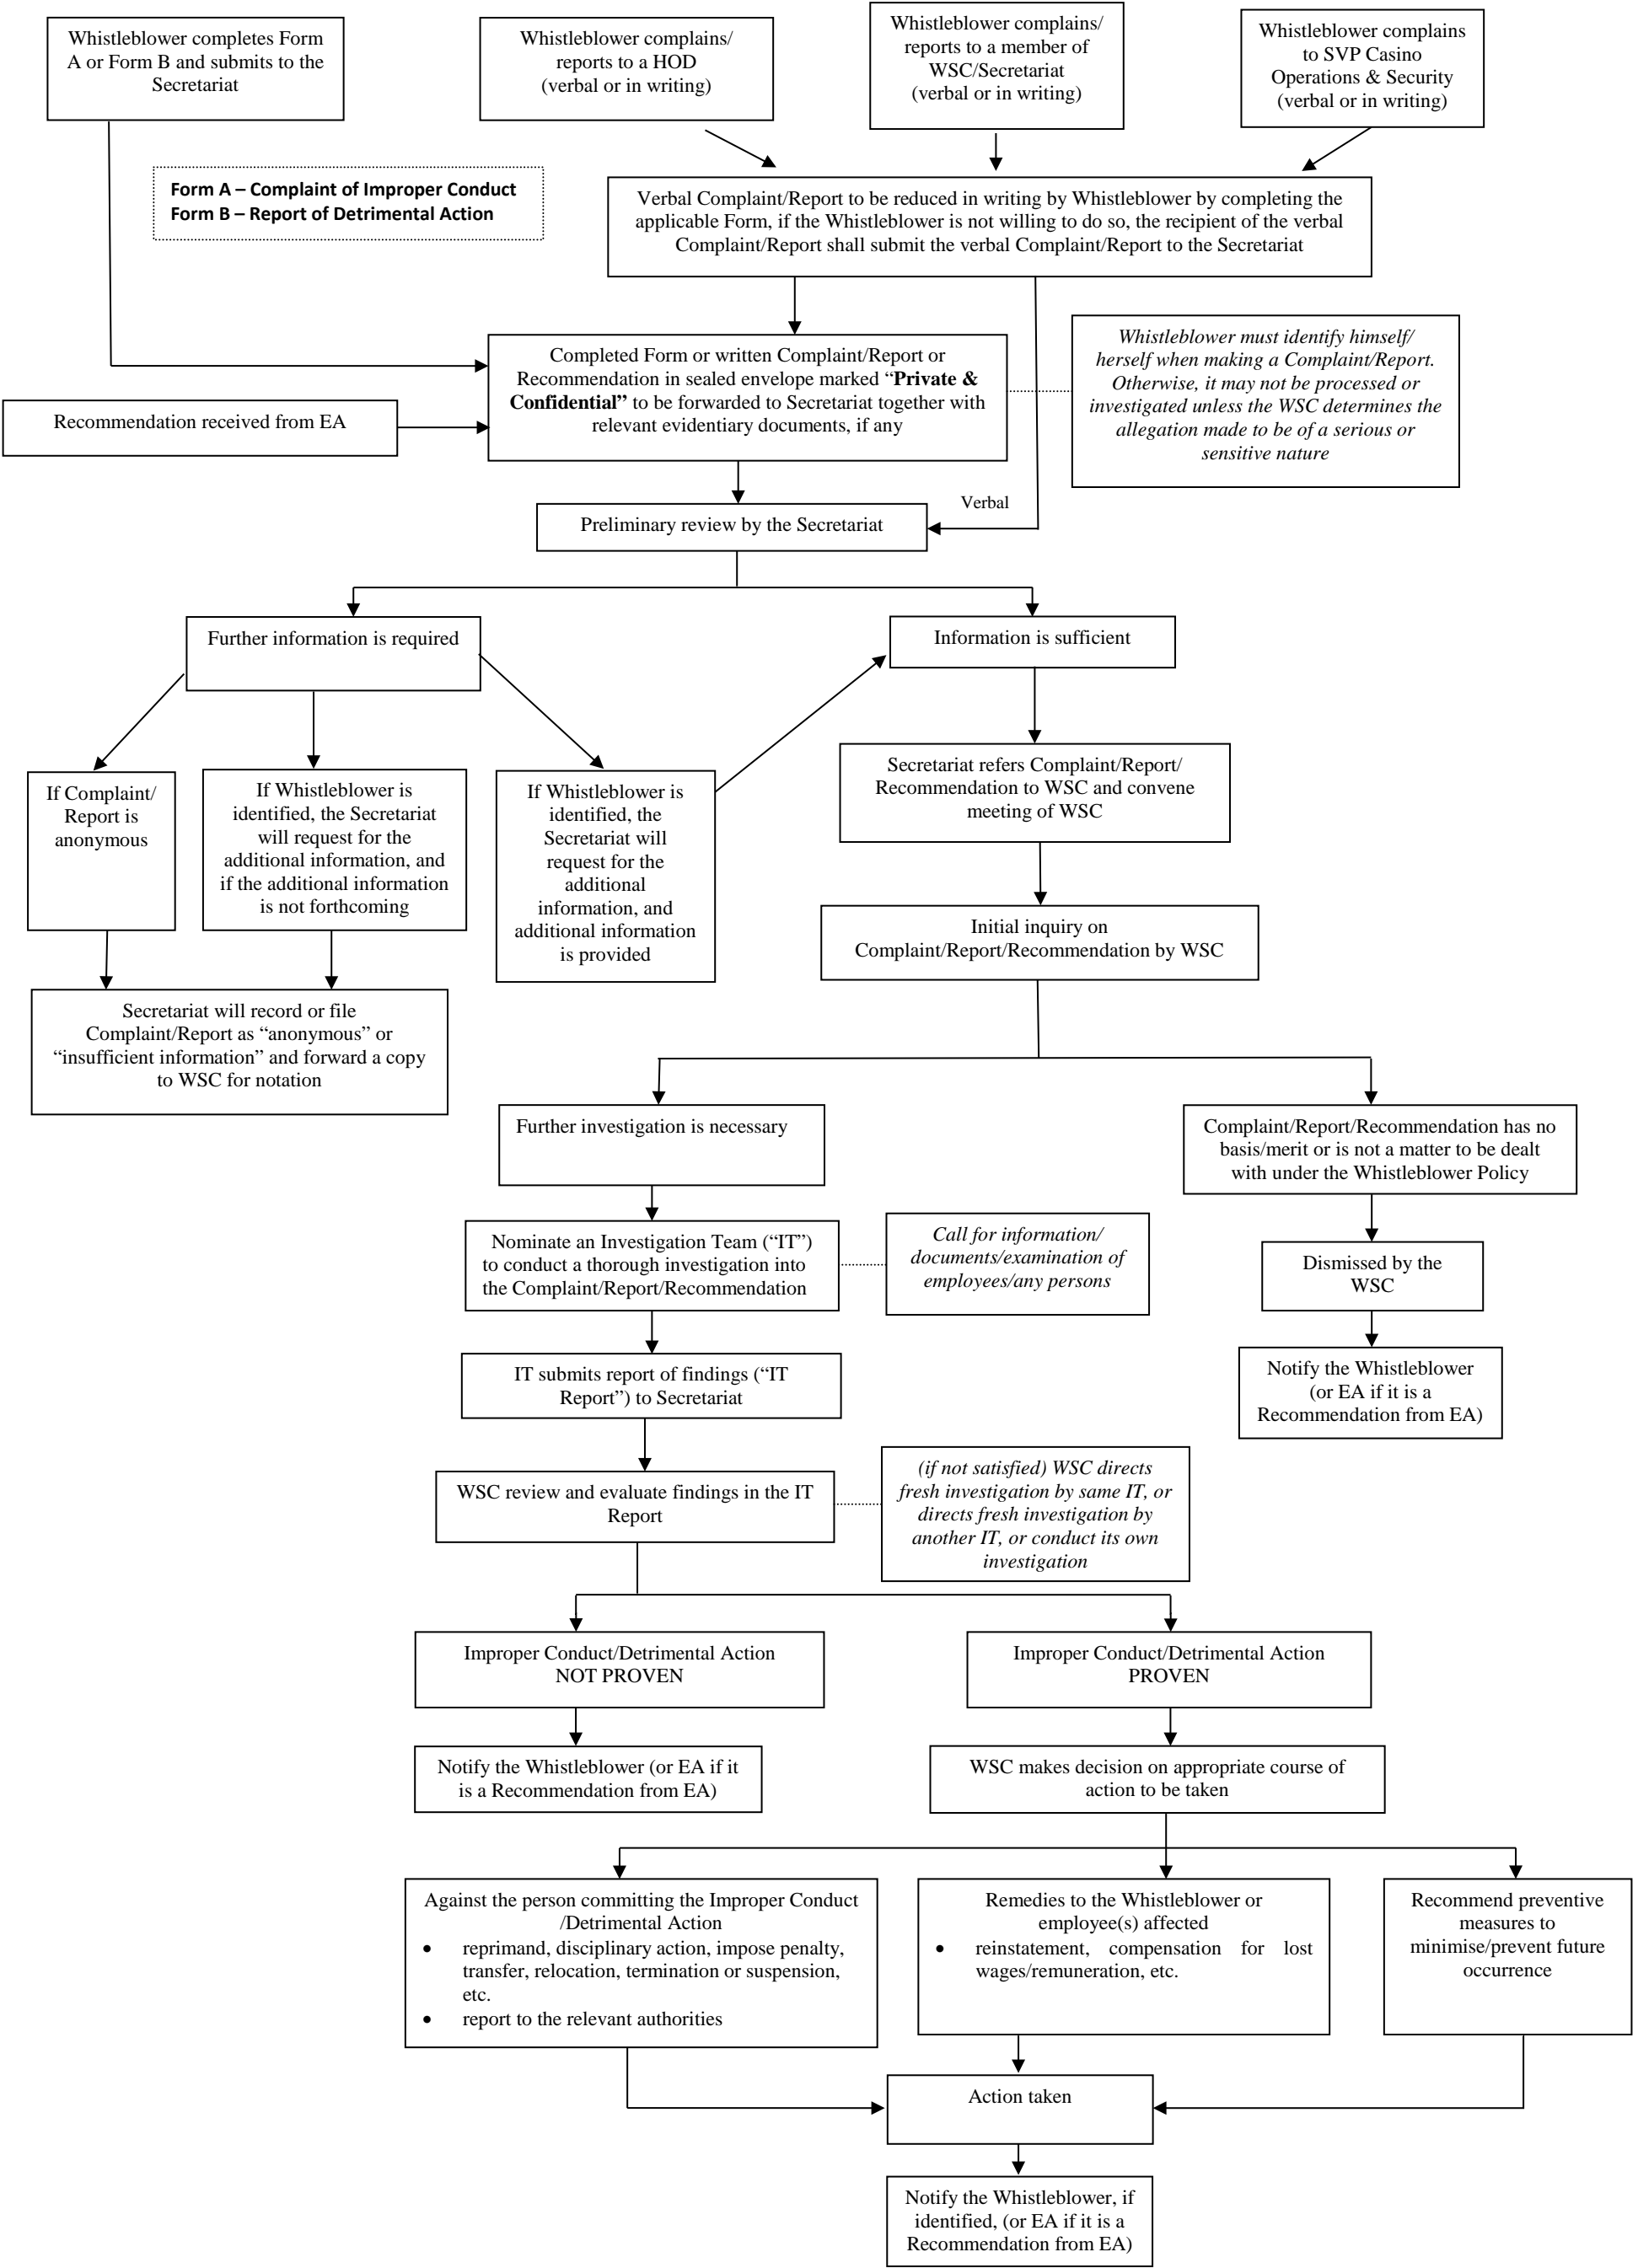 Whistleblower completes Form
A or Form B and submits to the
Secretariat
Whistleblower complains/
reports to a HOD
(verbal or in writing)
Whistleblower complains/
reports to a member of
WSC/Secretariat
(verbal or in writing)
Whistleblower complains
to SVP Casino
Operations & Security
(verbal or in writing)
Form A – Complaint of Improper Conduct
Form B – Report of Detrimental Action
Verbal Complaint/Report to be reduced in writing by Whistleblower by completing the
applicable Form, if the Whistleblower is not willing to do so, the recipient of the verbal
Complaint/Report shall submit the verbal Complaint/Report to the Secretariat
Completed Form or written Complaint/Report or
Recommendation in sealed envelope marked “Private &
Confidential” to be forwarded to Secretariat together with
relevant evidentiary documents, if any
Whistleblower must identify himself/
herself when making a Complaint/Report.
Otherwise, it may not be processed or
investigated unless the WSC determines the
allegation made to be of a serious or
sensitive nature
Recommendation received from EA
Verbal
Preliminary review by the Secretariat
Further information is required
Information is sufficient
If Complaint/
Report is
anonymous
If Whistleblower is
identified, the Secretariat
will request for the
additional information, and
if the additional information
is not forthcoming
If Whistleblower is
identified, the
Secretariat will
request for the
additional
information, and
additional information
is provided
Secretariat refers Complaint/Report/
Recommendation to WSC and convene
meeting of WSC
Initial inquiry on
Complaint/Report/Recommendation by WSC
Secretariat will record or file
Complaint/Report as “anonymous” or
“insufficient information” and forward a copy
to WSC for notation
Further investigation is necessary
Complaint/Report/Recommendation has no
basis/merit or is not a matter to be dealt
with under the Whistleblower Policy
Nominate an Investigation Team (“IT”)
to conduct a thorough investigation into
the Complaint/Report/Recommendation
Call for information/
documents/examination of
employees/any persons
Dismissed by the
WSC
IT submits report of findings (“IT
Report”) to Secretariat
Notify the Whistleblower
(or EA if it is a
Recommendation from EA)
WSC review and evaluate findings in the IT
Report
(if not satisfied) WSC directs
fresh investigation by same IT, or
directs fresh investigation by
another IT, or conduct its own
investigation
Improper Conduct/Detrimental Action
NOT PROVEN
Improper Conduct/Detrimental Action
PROVEN
Notify the Whistleblower (or EA if it
is a Recommendation from EA)
WSC makes decision on appropriate course of
action to be taken
Against the person committing the Improper Conduct
/Detrimental Action
• reprimand, disciplinary action, impose penalty,
transfer, relocation, termination or suspension,
etc.
• report to the relevant authorities
Remedies to the Whistleblower or
employee(s) affected
• reinstatement, compensation for lost
wages/remuneration, etc.
Recommend preventive
measures to
minimise/prevent future
occurrence
Action taken
Notify the Whistleblower, if
identified, (or EA if it is a
Recommendation from EA)